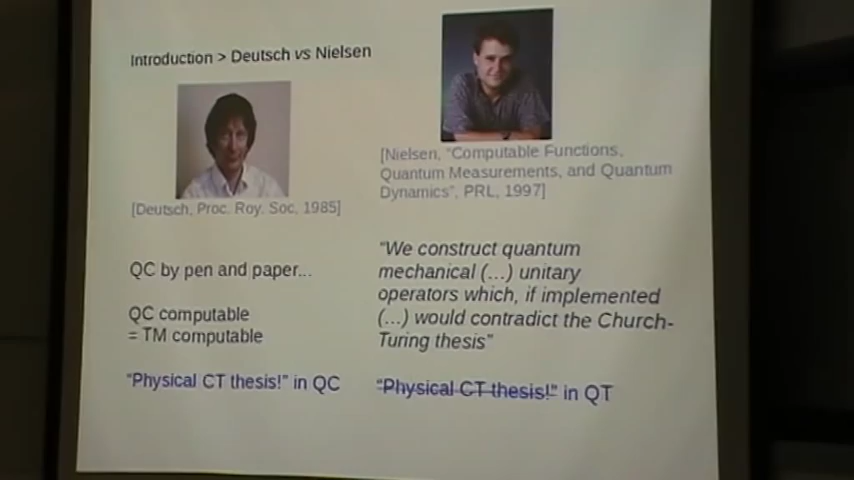 Introduction > Deutsch vs Nielsen
[Deutsch, Proc. Roy. Soc, 1985]
QC by pen and paper...
QC computable
= TM computable
"Physical CT thesis!" in QC
[Nielsen, "Computable Functions,
Quantum Measurements, and Quantum
Dynamics", PRL, 1997]
"We construct quantum
mechanical (...) unitary
operators which, if implemented
(...) would contradict the Church-
Turing thesis"
"Physical CT thesis!" in QT